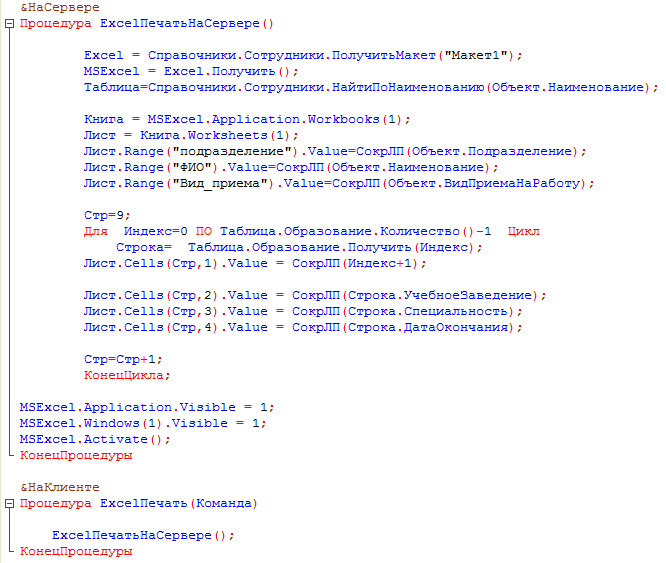 &НаСервере
Процедура ExcelПечатьНаСервере()
Excel = Справочники.Сотрудники.ПолучитьМакет("Макет1");
MSExcel = Excel.Получить();
Таблица=Справочники.Сотрудники.НайтиПоНаименованию(Объект.Наименование);
Книга = MSExcel.Application.Workbooks(1);
Лист = Книга.Worksheets(1);
Лист.Range("подразделение").Value=СокрЛП(Объект.Подразделение);
Лист.Range("ФИО").Value=СокрЛП(Объект.Наименование);
Лист.Range("Вид_приема").Value=СокрЛП(Объект.ВидПриемаНаРаботу);
Стр=9;
Для  Индекс=0 ПО Таблица.Образование.Количество()-1  Цикл
Строка=  Таблица.Образование.Получить(Индекс);
Лист.Cells(Стр,1).Value = СокрЛП(Индекс+1);
Лист.Cells(Стр,2).Value = СокрЛП(Строка.УчебноеЗаведение);
Лист.Cells(Стр,3).Value = СокрЛП(Строка.Специальность);
Лист.Cells(Стр,4).Value = СокрЛП(Строка.ДатаОкончания);
Стр=Стр+1;
КонецЦикла;
MSExcel.Application.Visible = 1;
MSExcel.Windows(1).Visible = 1;
MSExcel.Activate();
КонецПроцедуры
&НаКлиенте
Процедура ExcelПечать(Команда)
ExcelПечатьНаСервере();
КонецПроцедуры